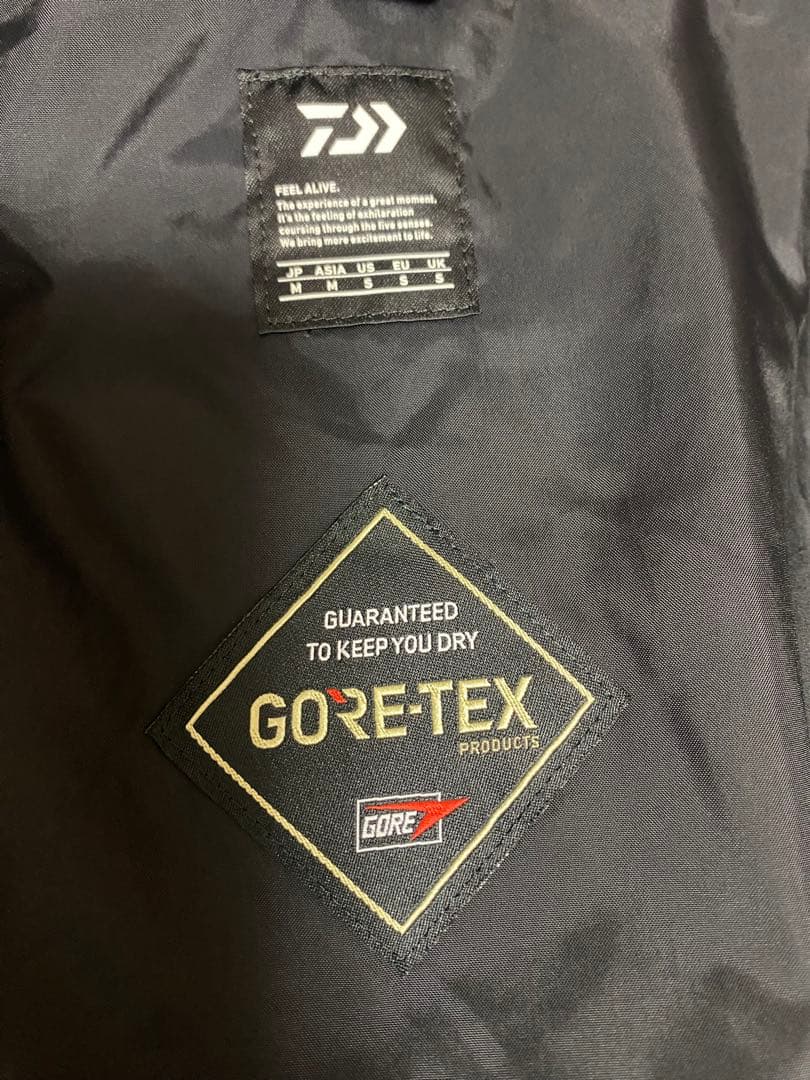 FEEL ALIVE.
The experience of a great moment.
It's the feeling of exhilaration
coursing through the five senses.
We bring more excitement to life.
JP ASIA US EU UK
M M S S S
GUARANTEED
TO KEEP YOU DRY
GORE-TEX
PRODUCTS
GORE